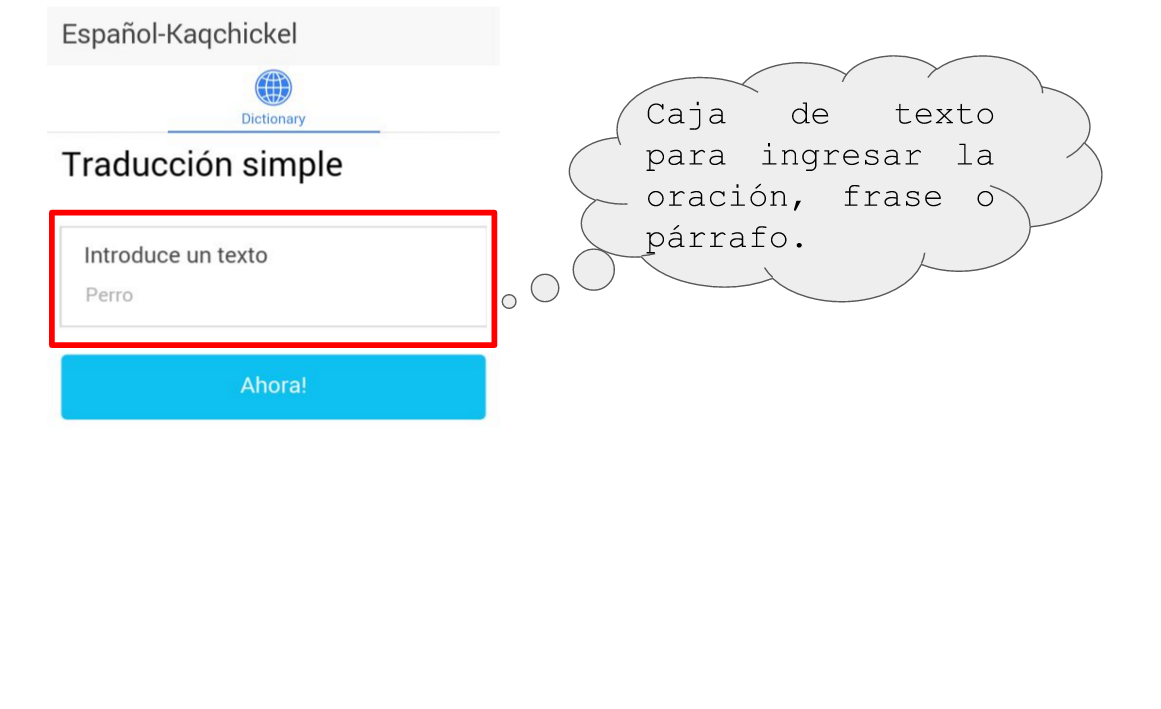 Español-Kaqchickel
Dictionary
Traducción simple
Introduce un texto
Perro
Ahora!
Caja de texto
para ingresar la
oración, frase o
párrafo.